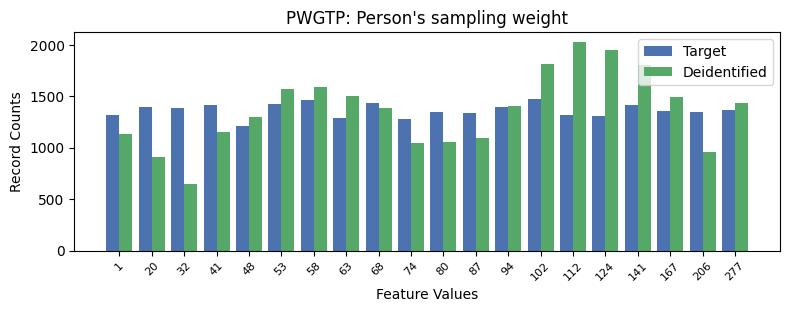 PWGTP: Person's sampling weight
Target
Deidentified
Record Counts
2000
1500
1000
500
0
1 20 32 41 48 53 58 63 68 74 80 87 94 102 112 124 141 167 206 277
Feature Values